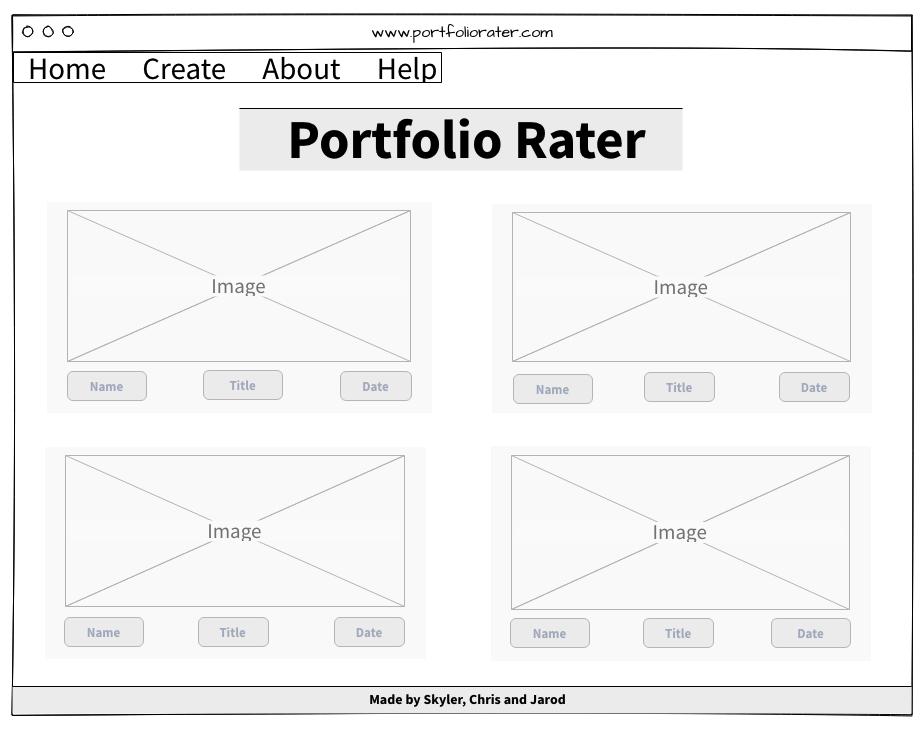 www.portfoliorater.com
Home Create About Help
Portfolio Rater
Image Image
Name Title Date Name Title Date
Image Image
Name Title Date Name Title Date
Made by Skyler, Chris and Jarod